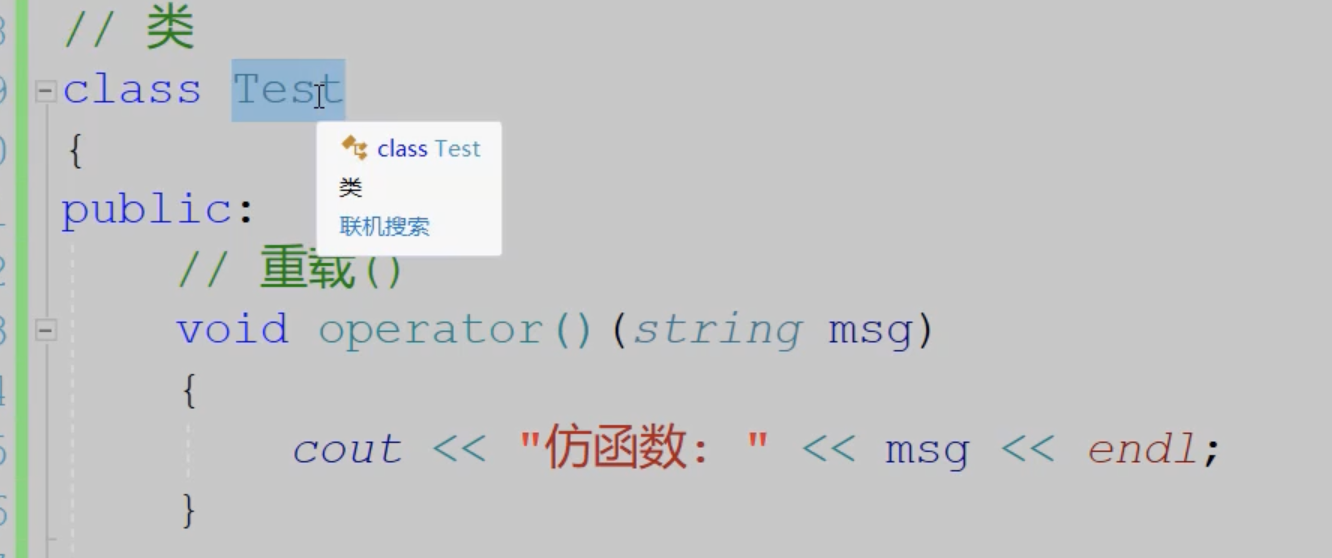 // 类
class Test
{
class Test
类
联机搜索
public:
// 重载()
void operator()(string msg)
{
cout << "仿函数: " << msg << endl;
}